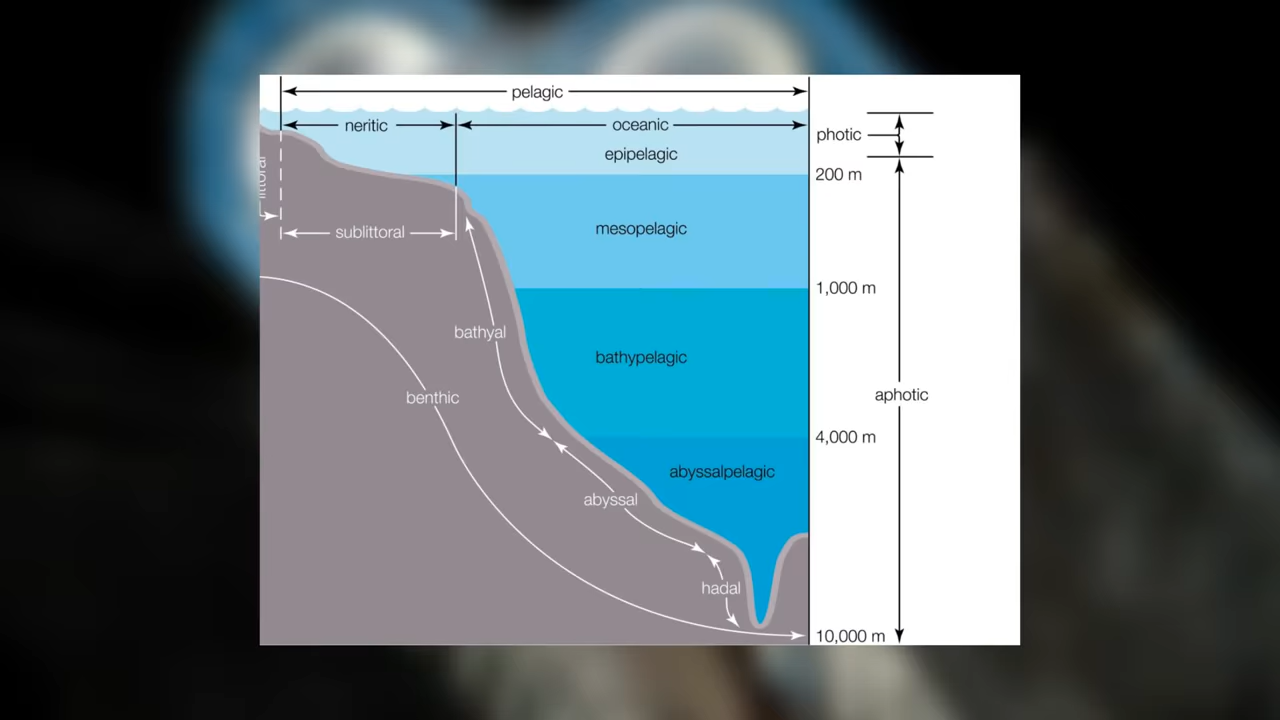 pelagic
neritic
oceanic
photic
epipelagic
200 m
littoral
mesopelagic
sublittoral
1,000 m
bathyal
bathypelagic
benthic
aphotic
4,000 m
abyssalpelagic
abyssal
hadal
10,000 m